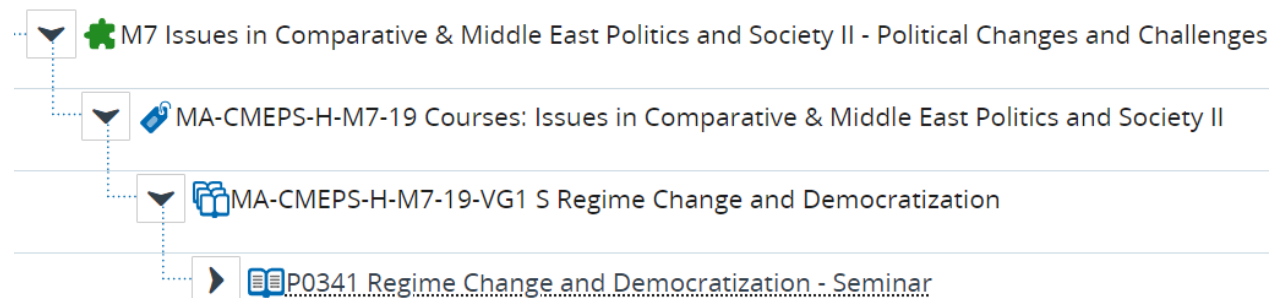 M7 Issues in Comparative & Middle East Politics and Society II - Political Changes and Challenges
MA-CMEPS-H-M7-19 Courses: Issues in Comparative & Middle East Politics and Society II
MA-CMEPS-H-M7-19-VG1 S Regime Change and Democratization
P0341 Regime Change and Democratization - Seminar